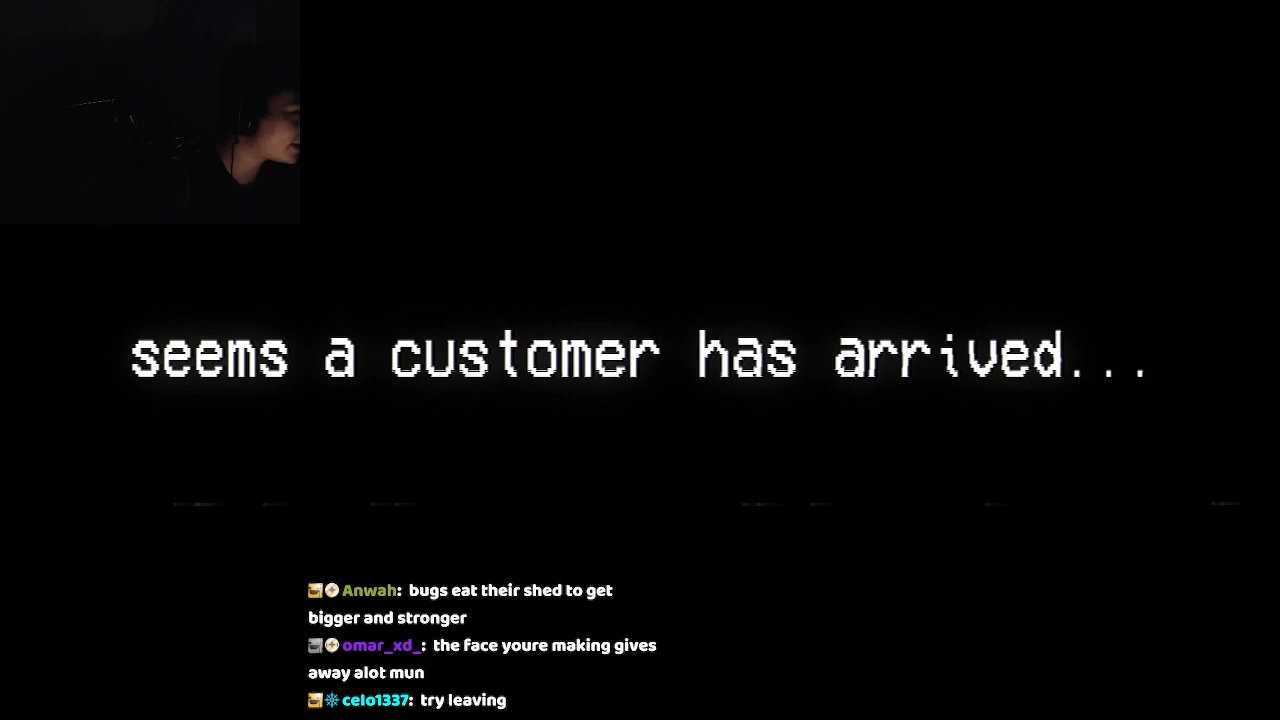 seems a customer has arrived...
Anwah: bugs eat their shed to get
bigger and stronger
omar_xd_: the face youre making gives
away alot mun
celo1337: try leaving